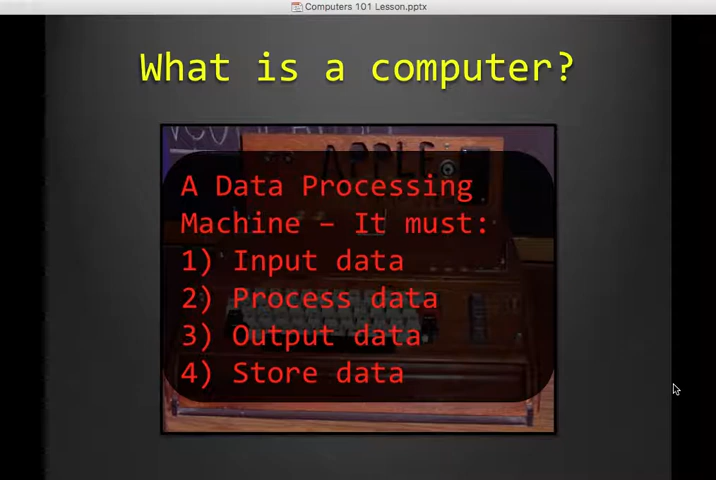 Computers 101 Lesson.pptx
What is a computer?
APPLE
A Data Processing
Machine – It must:
1) Input data
2) Process data
3) Output data
4) Store data